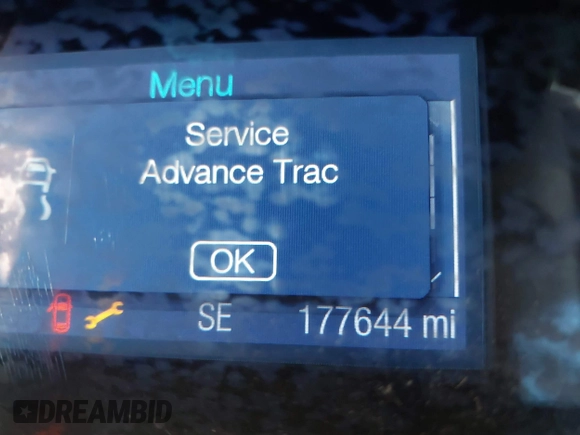 Menu
Service
Advance Trac
OK
SE 177644 mi
DREAMBID